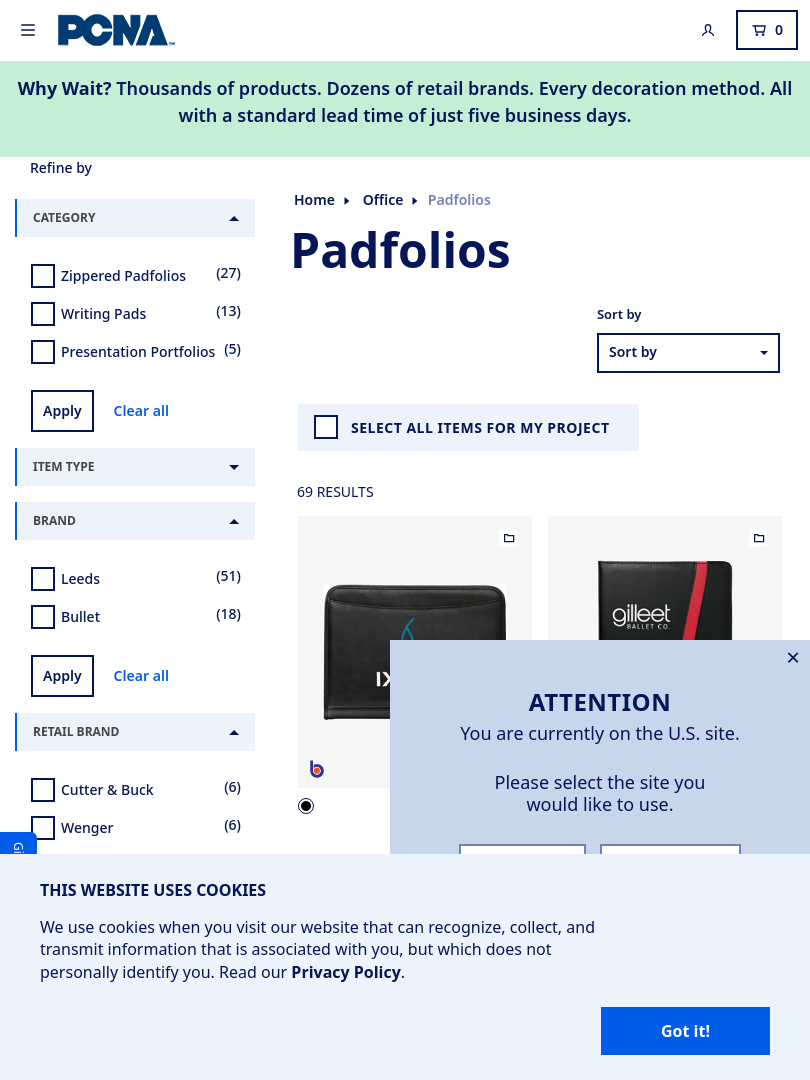 PCNA
0
Why Wait? Thousands of products. Dozens of retail brands. Every decoration method. All
with a standard lead time of just five business days.
Refine by
CATEGORY
Zippered Padfolios (27)
Writing Pads (13)
Presentation Portfolios (5)
Apply Clear all
ITEM TYPE
BRAND
Leeds (51)
Bullet (18)
Apply Clear all
RETAIL BRAND
Cutter & Buck (6)
Wenger (6)
Home Office Padfolios
Padfolios
Sort by
Sort by
SELECT ALL ITEMS FOR MY PROJECT
69 RESULTS
gilleet
BALLET CO.
b
ATTENTION
You are currently on the U.S. site.
Please select the site you
would like to use.
THIS WEBSITE USES COOKIES
We use cookies when you visit our website that can recognize, collect, and
transmit information that is associated with you, but which does not
personally identify you. Read our Privacy Policy.
Got it!